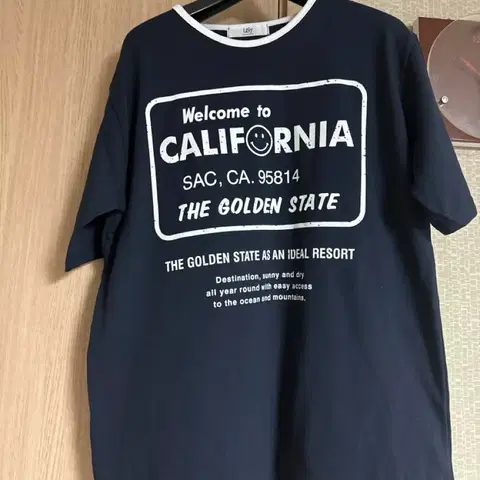 Welcome to
CALIFORNIA
SAC, CA. 95814
THE GOLDEN STATE
THE GOLDEN STATE AS AN IDEAL RESORT
Destination, sunny and dry
all year round with easy access
to the ocean and mountains.